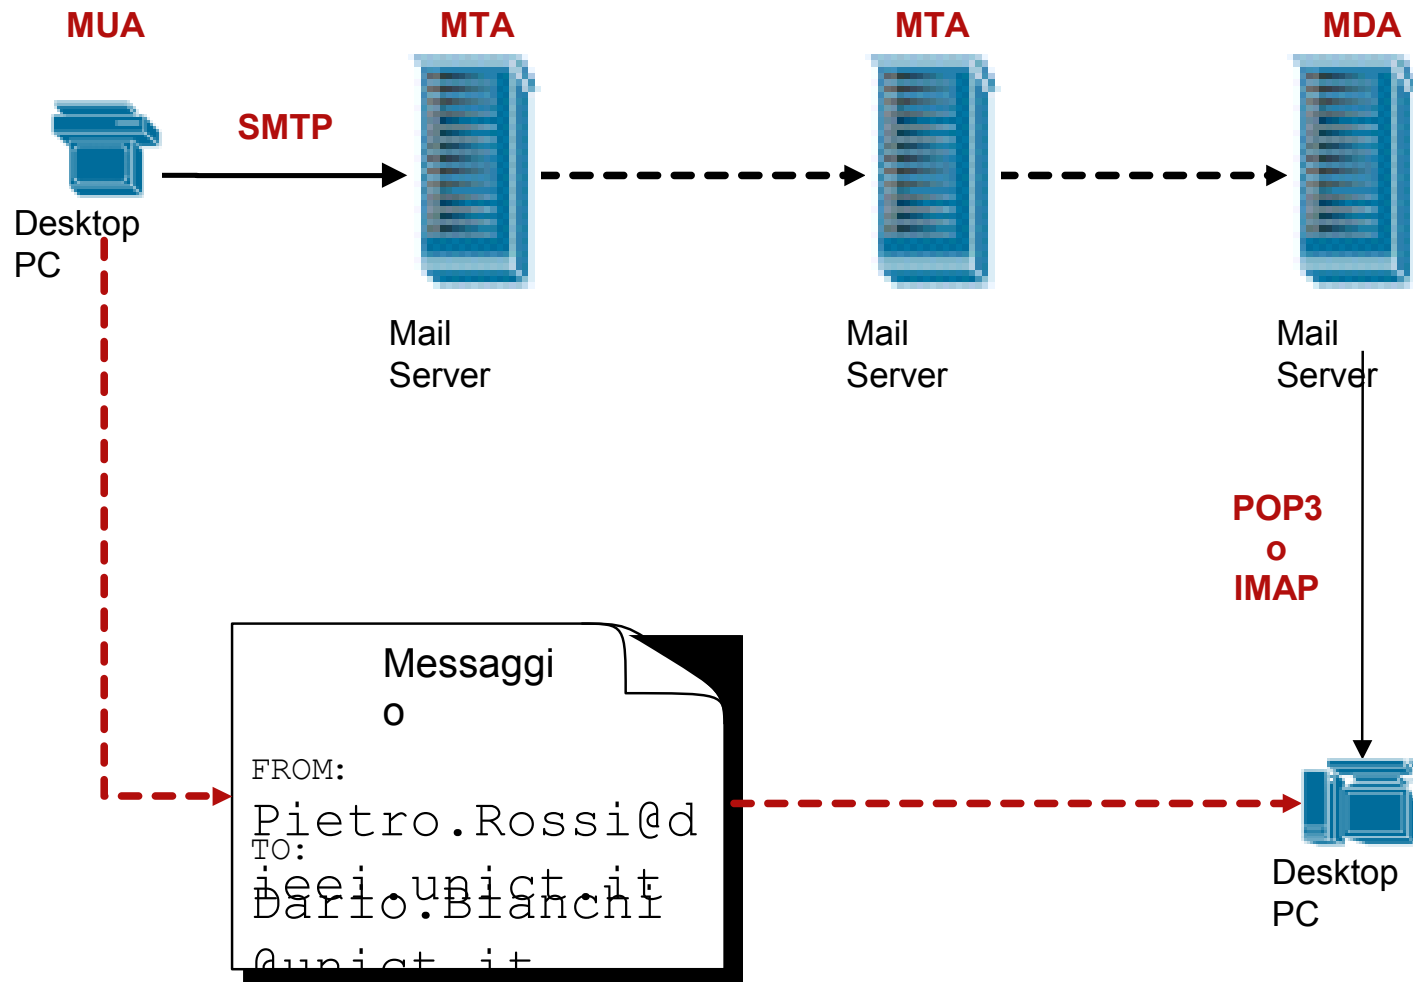 MUA
MTA
MTA
MDA
SMTP
Desktop
PC
Mail
Server
Mail
Server
Mail
Server
POP3
o
IMAP
Messaggi
o
FROM:
Pietro.Rossi@d
ieei.unict.it
TO:
Dario.Bianchi
@unict.it
Desktop
PC